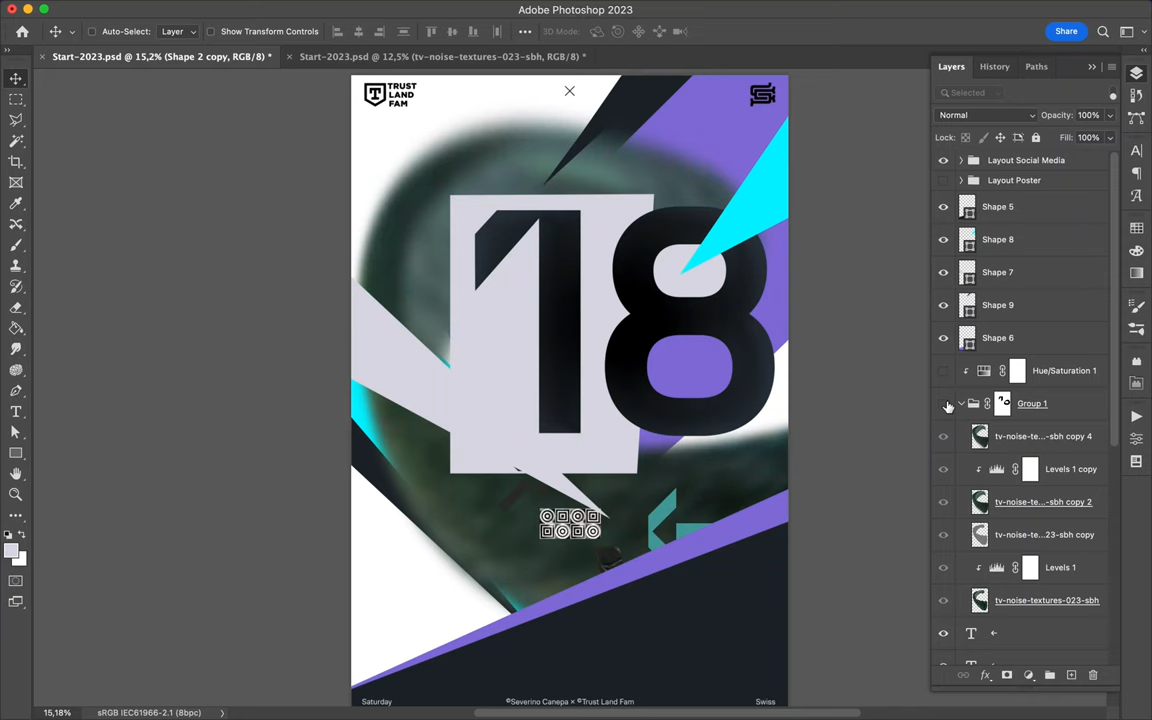 Adobe Photoshop 2023
Auto-Select: Layer Show Transform Controls 3D Mode: Share
Start-2023.psd @ 15,2% (Shape 2 copy, RGB/8) *
Start-2023.psd @ 12,5% (tv-noise-textures-023-sbh, RGB/8) *
Layers History Paths
Selected
Normal Opacity: 100%
Lock: Fill: 100%
Layout Social Media
Layout Poster
Shape 5
Shape 8
Shape 7
Shape 9
Shape 6
Hue/Saturation 1
Group 1
tv-noise-te...-sbh copy 4
Levels 1 copy
tv-noise-te...-sbh copy 2
tv-noise-te...23-sbh copy
Levels 1
tv-noise-textures-023-sbh
T ←
TRUST
LAND
FAM
18
Saturday ©Severino Canepa × ©Trust Land Fam Swiss
15,18% sRGB IEC61966-2.1 (8bpc)